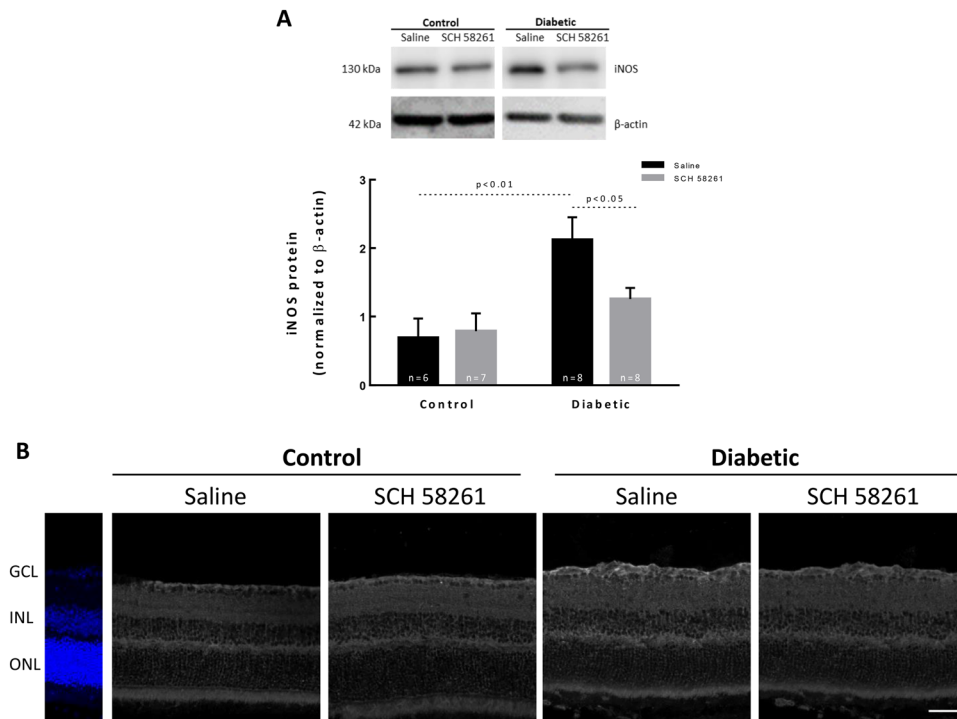 A
Control Diabetic
Saline SCH 58261 Saline SCH 58261
130 kDa iNOS
42 kDa β-actin
Saline
SCH 58261
iNOS protein
(normalized to β-actin)
3
2
1
0
p<0.01
p<0.05
n=6 n=7 n=8 n=8
Control Diabetic
B
Control Diabetic
Saline SCH 58261 Saline SCH 58261
GCL
INL
ONL